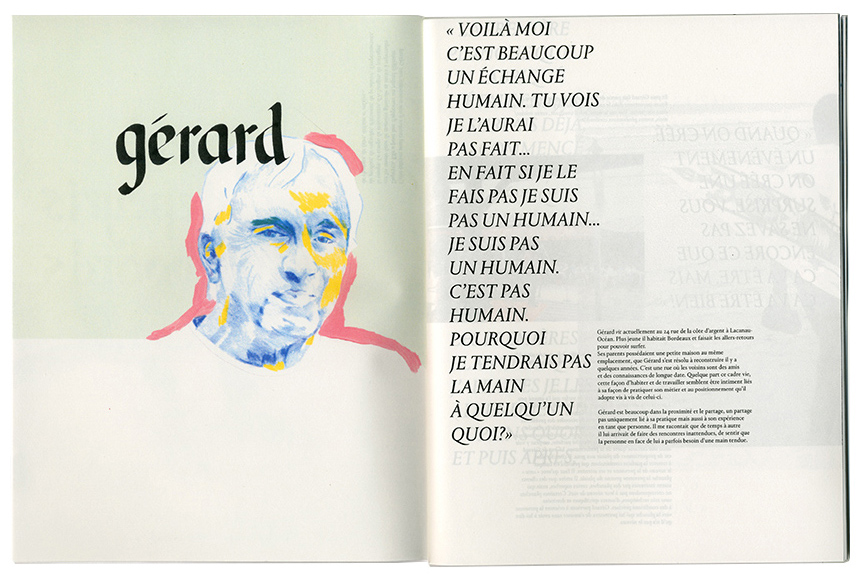 gérard
« VOILÀ MOI
C'EST BEAUCOUP
UN ÉCHANGE
HUMAIN. TU VOIS
JE L'AURAI
PAS FAIT...
EN FAIT SI JE LE
FAIS PAS JE SUIS
PAS UN HUMAIN...
JE SUIS PAS
UN HUMAIN.
C'EST PAS
HUMAIN.
POURQUOI
JE TENDRAIS PAS
LA MAIN
À QUELQU'UN
QUOI?»
ET PUIS APRÈS
Gérard vit actuellement au 24 rue de la côte d'argent à Lacanau-
Océan. Plus jeune il habitait Bordeaux et faisait les allers-retours
pour pouvoir surfer.
Ses parents possédaient une petite maison au même
emplacement, que Gérard s'est résolu à reconstruire il y a
quelques années. C'est une rue où les voisins sont des amis
et des connaissances de longue date. Quelque part ce cadre vie,
cette façon d'habiter et de travailler semblent être intiment liés
à sa façon de pratiquer son métier et au positionnement qu'il
adopte vis à vis de celui-ci.
Gérard est beaucoup dans la proximité et le partage, un partage
pas uniquement lié à sa pratique mais aussi à son expérience
en tant que personne. Il me racontait que de temps à autre
il lui arrivait de faire des rencontres inattendues, de sentir que
la personne en face de lui a parfois besoin d'une main tendue.
« QUAND ON CRÉE
UN ÉVÈNEMENT
ON CRÉE UNE
SURPRISE. VOUS
NE SAVEZ PAS
ENCORE CE QUE